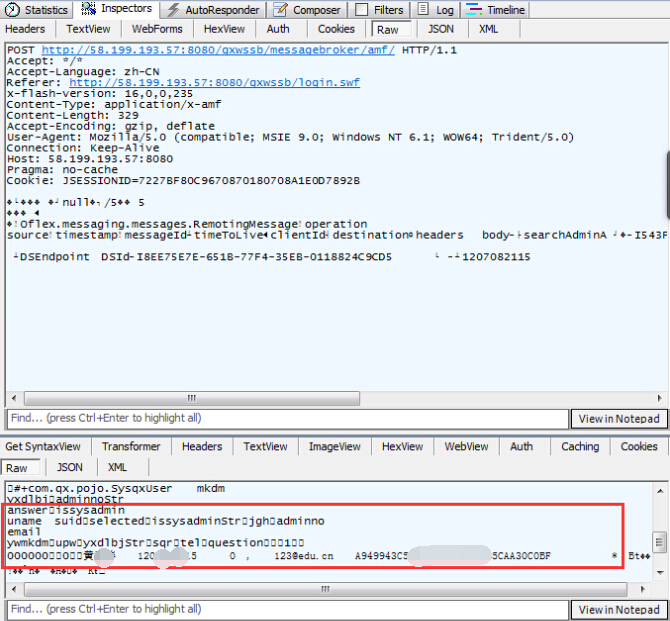 Statistics Inspectors AutoResponder Composer Filters Log Timeline
Headers TextView WebForms HexView Auth Cookies Raw JSON XML
POST http://58.199.193.57:8080/qxwssb/messagebroker/amf/ HTTP/1.1
Accept: */*
Accept-Language: zh-CN
Referer: http://58.199.193.57:8080/qxwssb/login.swf
x-flash-version: 16,0,0,235
Content-Type: application/x-amf
Content-Length: 329
Accept-Encoding: gzip, deflate
User-Agent: Mozilla/5.0 (compatible; MSIE 9.0; Windows NT 6.1; WOW64; Trident/5.0)
Connection: Keep-Alive
Host: 58.199.193.57:8080
Pragma: no-cache
Cookie: JSESSIONID=7227BF80C9670870180708A1E0D7892B
null /5 5
Oflex.messaging.messages.RemotingMessage operation
source timestamp messageId timeToLive clientId destination headers body searchAdminA I543F
DSEndpoint DSId I8EE75E7E-651B-77F4-35EB-0118824C9CD5 1207082115
Find... (press Ctrl+Enter to highlight all) View in Notepad
Get SyntaxView Transformer Headers TextView ImageView HexView WebView Auth Caching Cookies
Raw JSON XML
#+com.qx.pojo.SysqxUser mkdm
yxdlbj adminnoStr
answer issysadmin
uname suid selected issysadminStr jgh adminno
email
ywmkdm upw yxdlbjStr sqr tel question 1
000000 0 黄 120 5 0 , 123@edu.cn A949943C5 5CAA30C0BF * Bt
Find... (press Ctrl+Enter to highlight all) View in Notepad